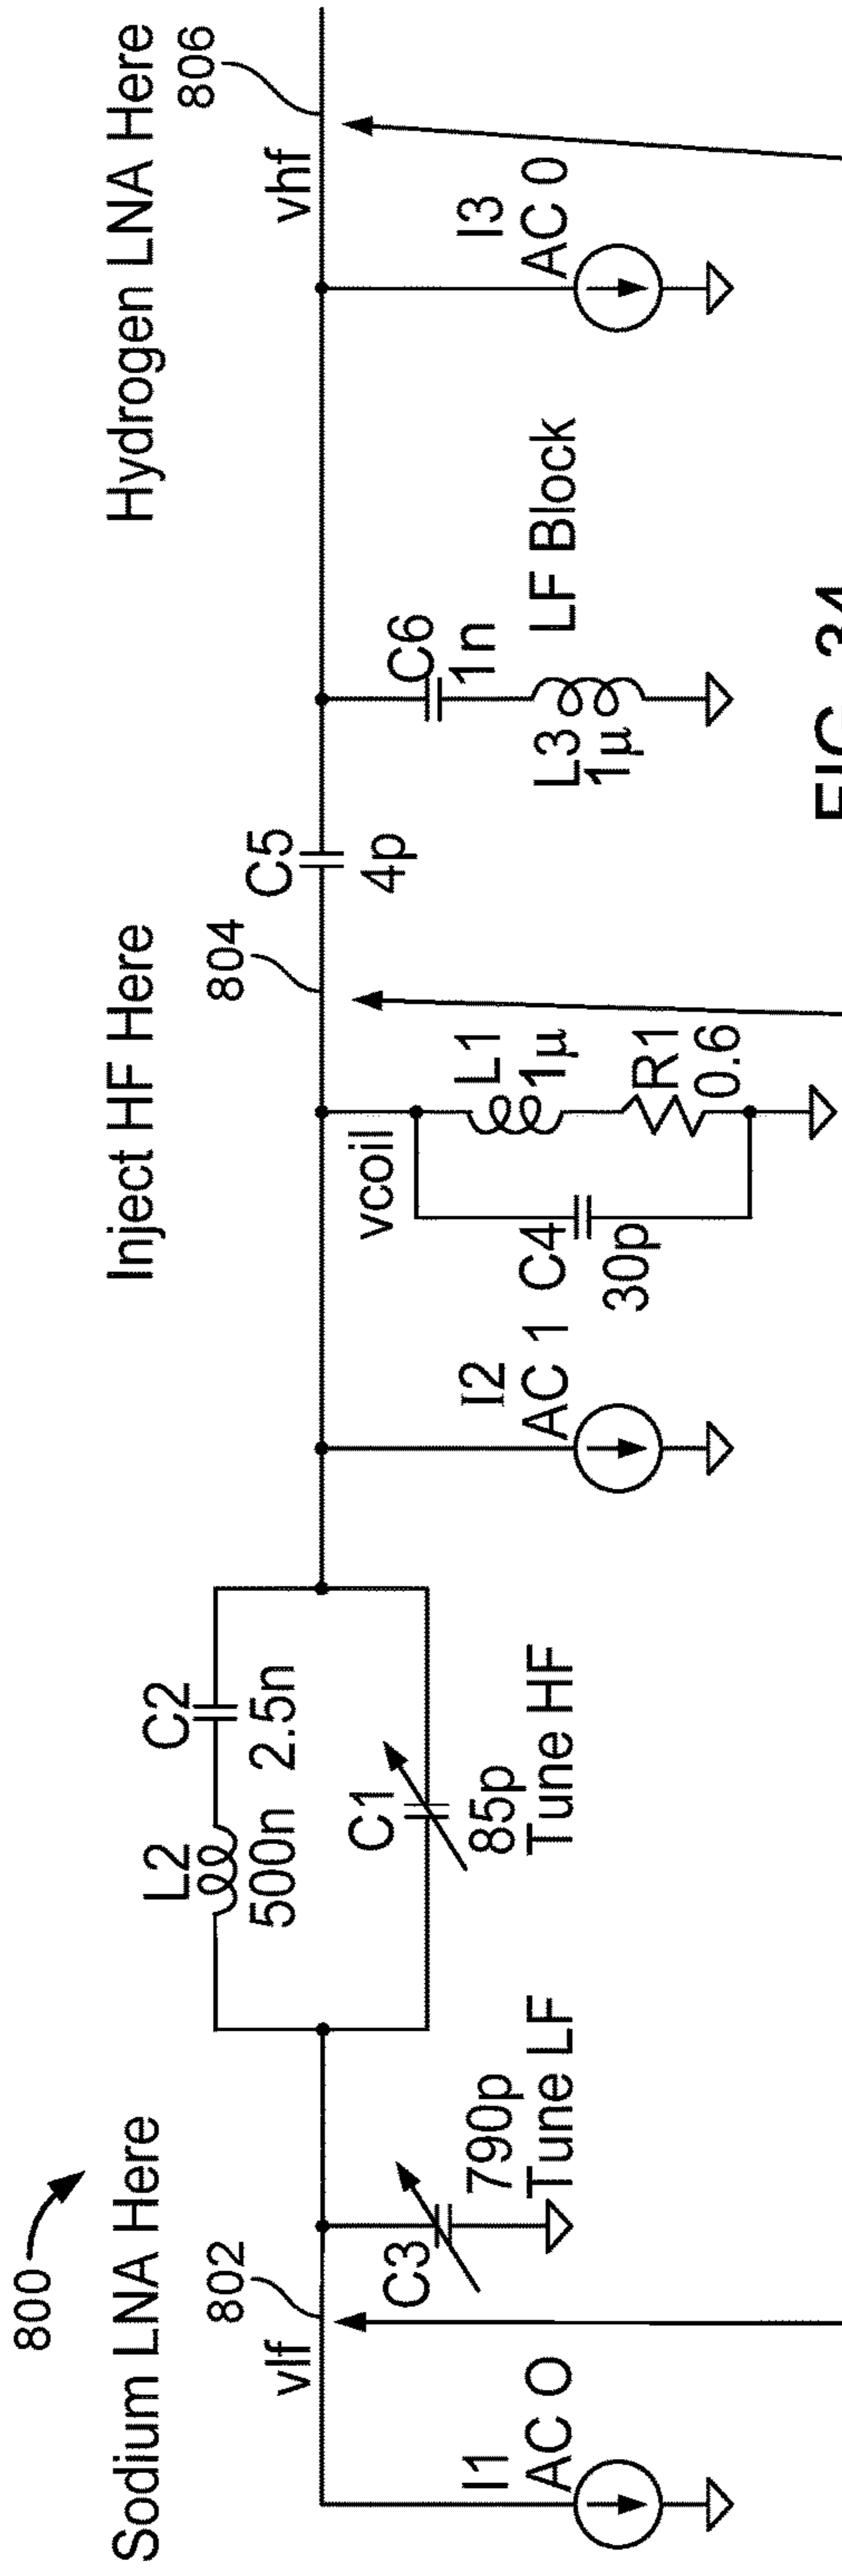 800
Sodium LNA Here
Inject HF Here
Hydrogen LNA Here
802
804
806
vlf
vhf
L2
500n
C2
2.5n
C1
85p
Tune HF
C3
790p
Tune LF
I1
AC O
I2
AC 1
vcoil
C4
30p
L1
1µ
R1
0.6
C5
4p
C6
1n
L3
1µ
LF Block
I3
AC 0